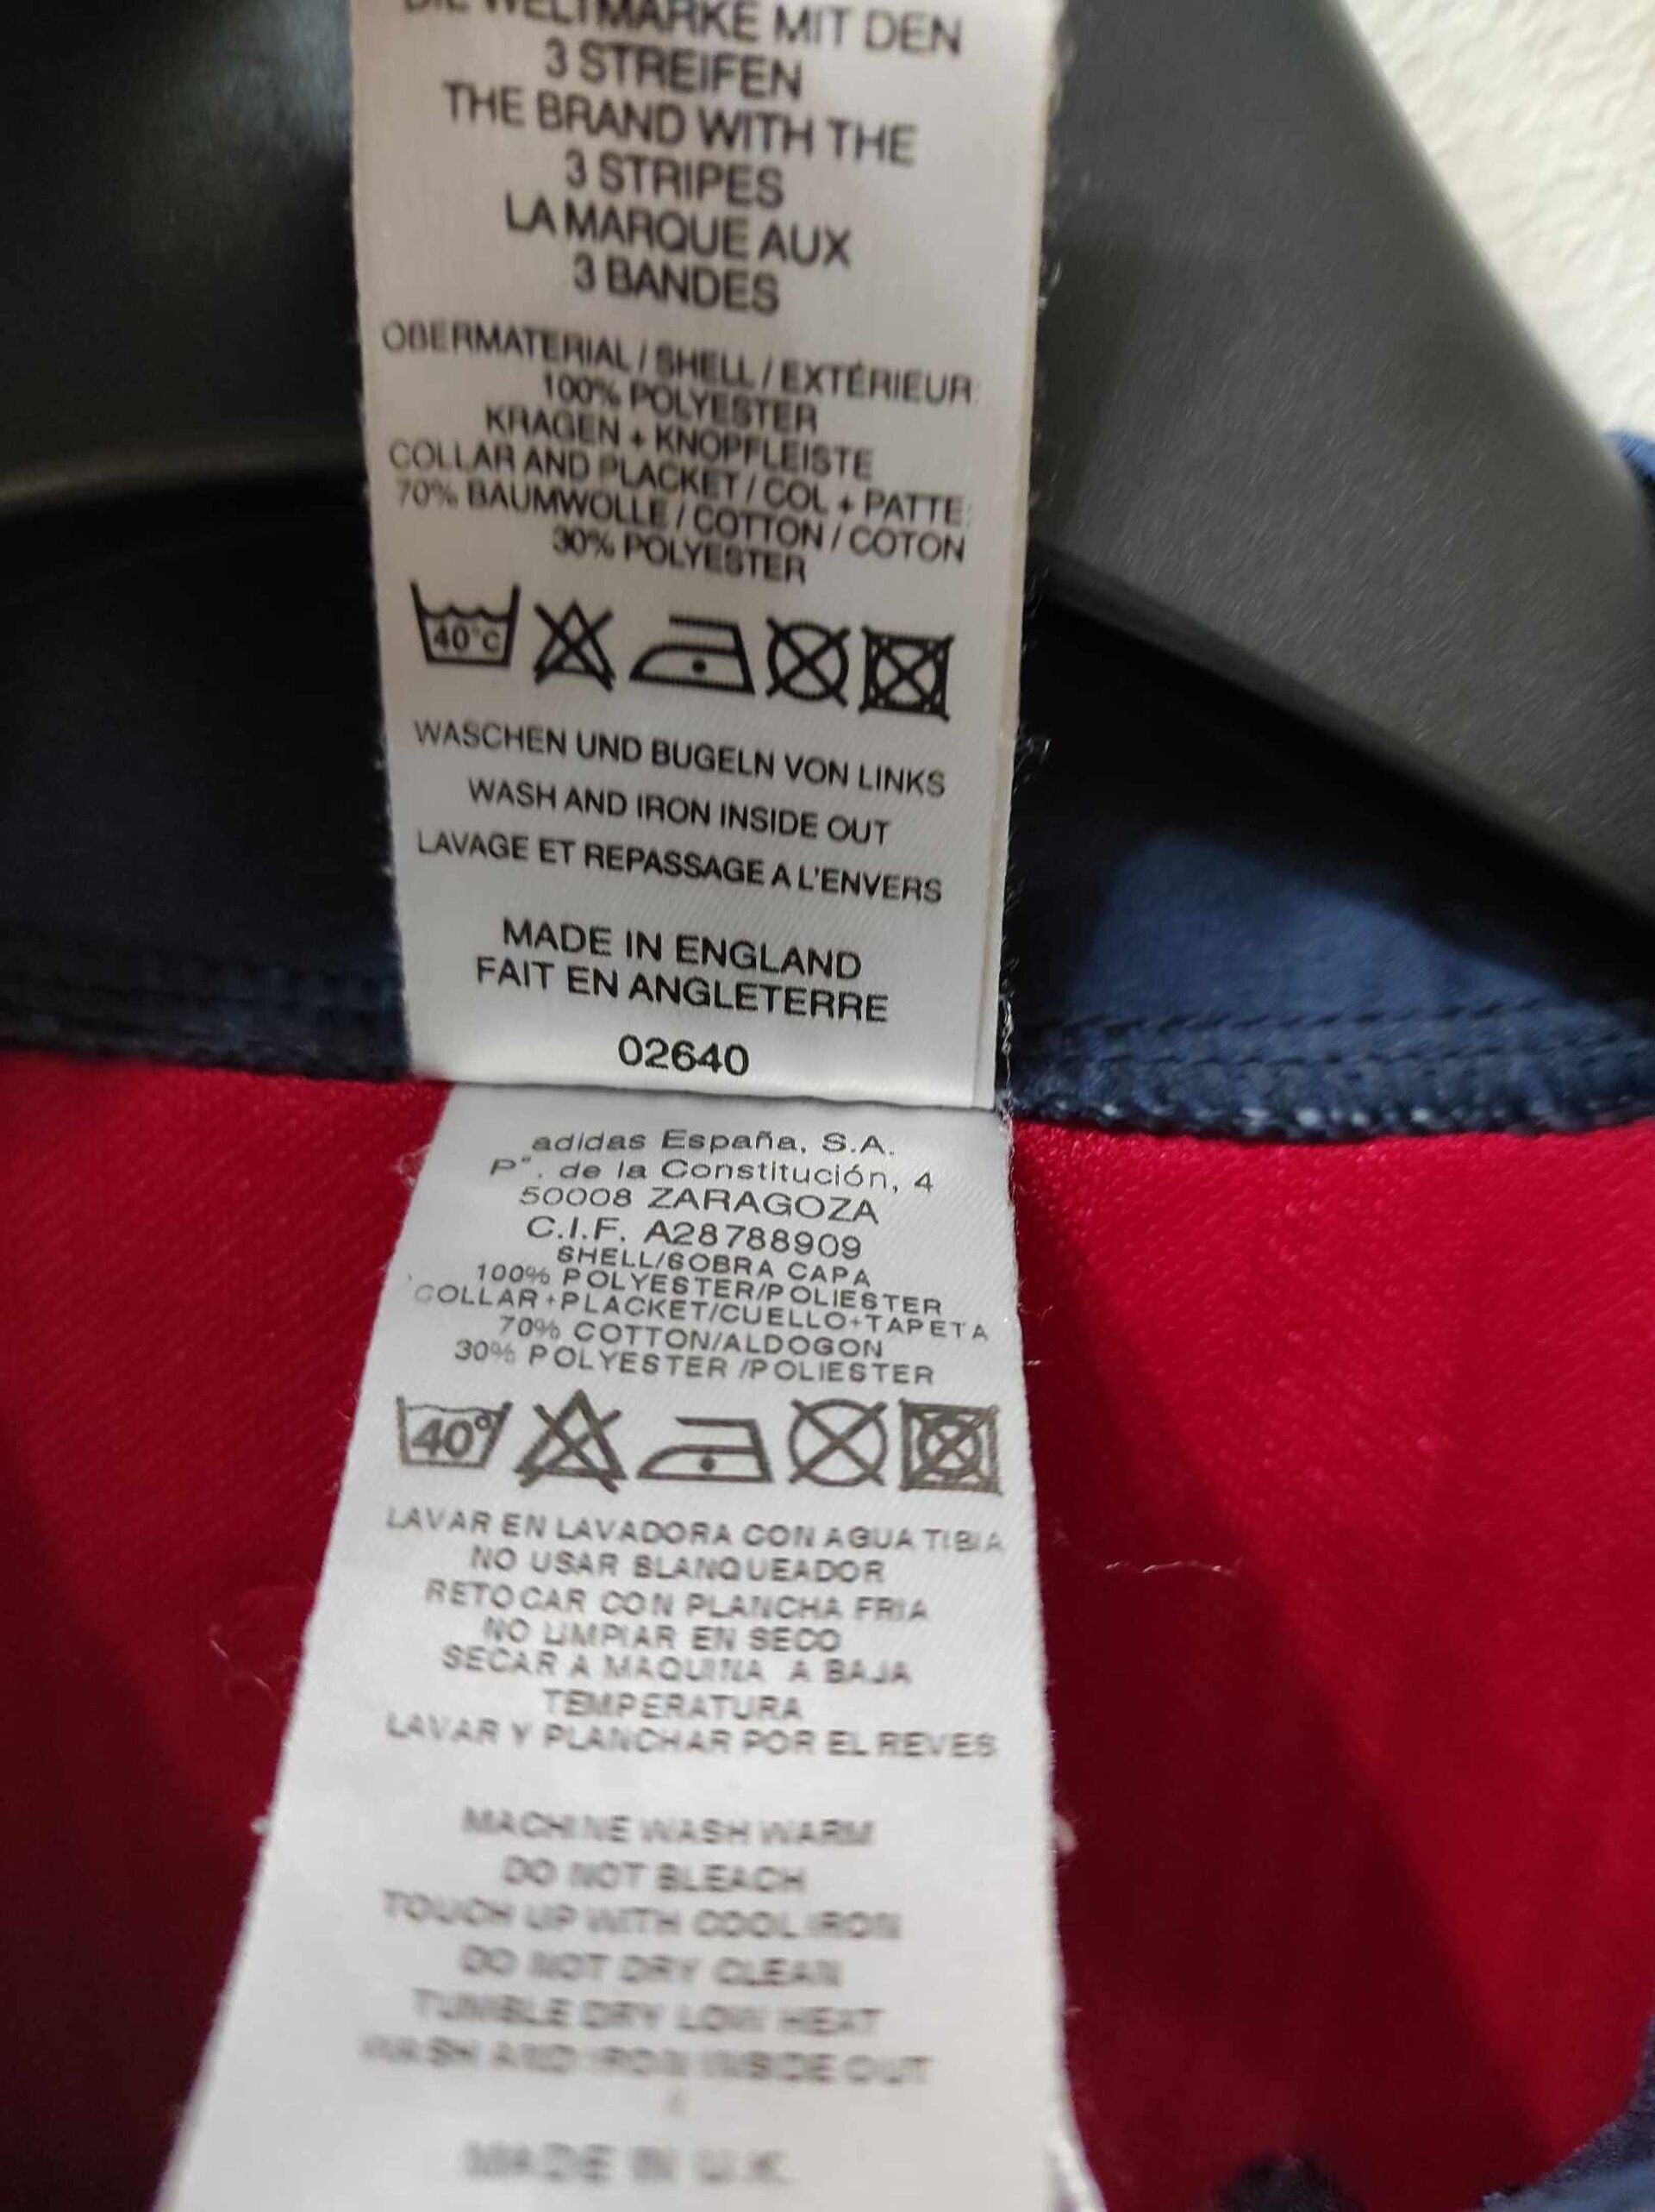 DIE WELTMARKE MIT DEN
3 STREIFEN
THE BRAND WITH THE
3 STRIPES
LA MARQUE AUX
3 BANDES
OBERMATERIAL / SHELL / EXTÉRIEUR:
100% POLYESTER
KRAGEN + KNOPFLEISTE
COLLAR AND PLACKET / COL + PATTE:
70% BAUMWOLLE / COTTON / COTON
30% POLYESTER
40°C
WASCHEN UND BUGELN VON LINKS
WASH AND IRON INSIDE OUT
LAVAGE ET REPASSAGE A L'ENVERS
MADE IN ENGLAND
FAIT EN ANGLETERRE
02640
adidas España, S.A.
Pº. de la Constitución, 4
50008 ZARAGOZA
C.I.F. A28788909
SHELL/SOBRA CAPA
100% POLYESTER/POLIESTER
COLLAR+PLACKET/CUELLO+TAPETA
70% COTTON/ALDOGON
30% POLYESTER /POLIESTER
40°
LAVAR EN LAVADORA CON AGUA TIBIA
NO USAR BLANQUEADOR
RETOCAR CON PLANCHA FRIA
NO LIMPIAR EN SECO
SECAR A MAQUINA A BAJA
TEMPERATURA
LAVAR Y PLANCHAR POR EL REVES
MACHINE WASH WARM
DO NOT BLEACH
TOUCH UP WITH COOL IRON
DO NOT DRY CLEAN
TUMBLE DRY LOW HEAT
WASH AND IRON INSIDE OUT
MADE IN U.K.